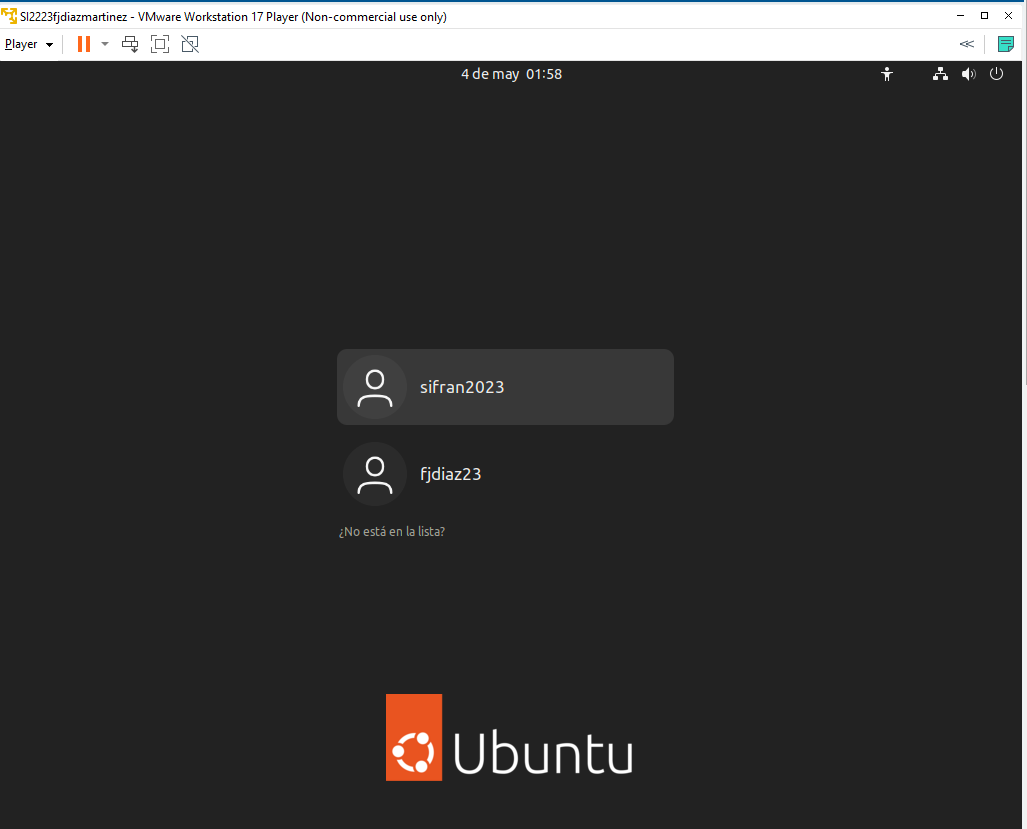 SI2223fjdiazmartinez - VMware Workstation 17 Player (Non-commercial use only)
Player
4 de may 01:58
sifran2023
fjdiaz23
¿No está en la lista?
Ubuntu